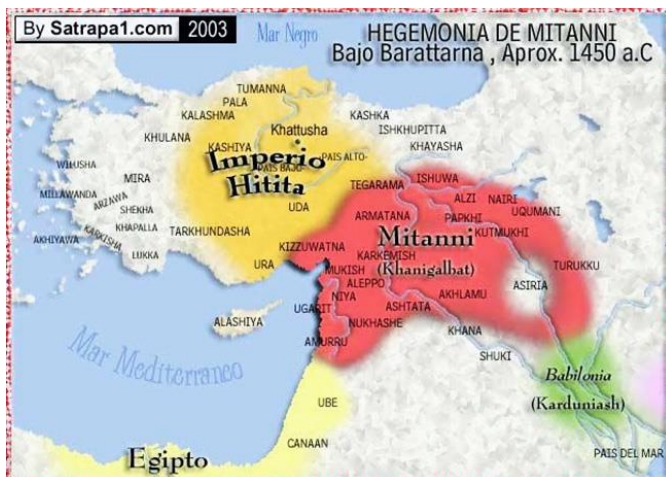 By Satrapa1.com 2003
Mar Negro
HEGEMONIA DE MITANNI
Bajo Barattarna , Aprox. 1450 a.C
TUMANNA
PALA
KALASHMA
KASHKA
KHULANA
Khattusha
ISHKHUPITTA
KASHIYA
PAIS ALTO-
KHAYASHA
Imperio
Hitita
PAIS BAJO-
WILUSHA
MIRA
TEGARAMA
ISHUWA
MILLAWANDA
ARZAWA
SHEKHA
UDA
ALZI
NAIRI
ARMATANA
PAPKHI
UQUMANI
KHAPALLA
KARKISHA
AKHIYAWA
TARKHUNDASHA
KUTMUKHI
Mitanni
(Khanigalbat)
LUKKA
KIZZUWATNA
URA
KARKEMISH
MUKISH
TURUKKU
ALEPPO
ASIRIA
NIYA
AKHLAMU
UGARIT
ASHTATA
ALASHIYA
NUKHASHE
KHANA
AMURRU
SHUKI
Mar Mediterraneo
Babilonia
(Karduniash)
UBE
CANAAN
Egipto
PAIS DEL MAR